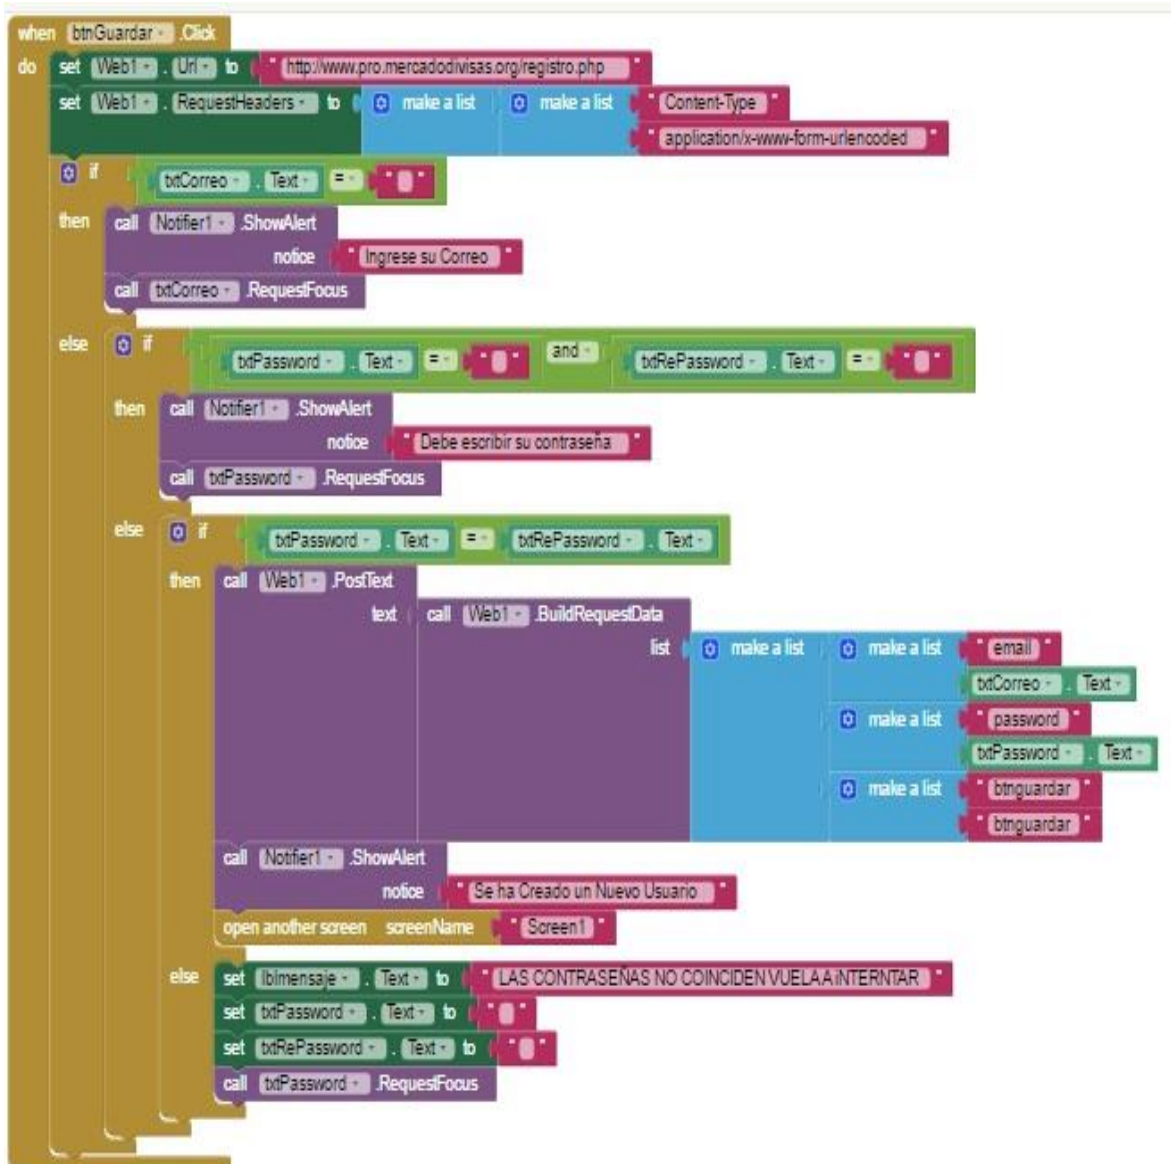 when btnGuardar .Click
do set Web1 . Url to " http://www.pro.mercadodivisas.org/registro.php "
set Web1 . RequestHeaders to make a list make a list " Content-Type "
" application/x-www-form-urlencoded "
if txtCorreo . Text = " "
then call Notifier1 .ShowAlert
notice " Ingrese su Correo "
call txtCorreo .RequestFocus
else if txtPassword . Text = " " and txtRePassword . Text = " "
then call Notifier1 .ShowAlert
notice " Debe escribir su contraseña "
call txtPassword .RequestFocus
else if txtPassword . Text = txtRePassword . Text
then call Web1 .PostText
text call Web1 .BuildRequestData
list make a list make a list " email "
txtCorreo . Text
make a list " password "
txtPassword . Text
make a list " btnguardar "
" btnguardar "
call Notifier1 .ShowAlert
notice " Se ha Creado un Nuevo Usuario "
open another screen screenName " Screen1 "
else set lblmensaje . Text to " LAS CONTRASEÑAS NO COINCIDEN VUELA A iNTERNTAR "
set txtPassword . Text to " "
set txtRePassword . Text to " "
call txtPassword .RequestFocus